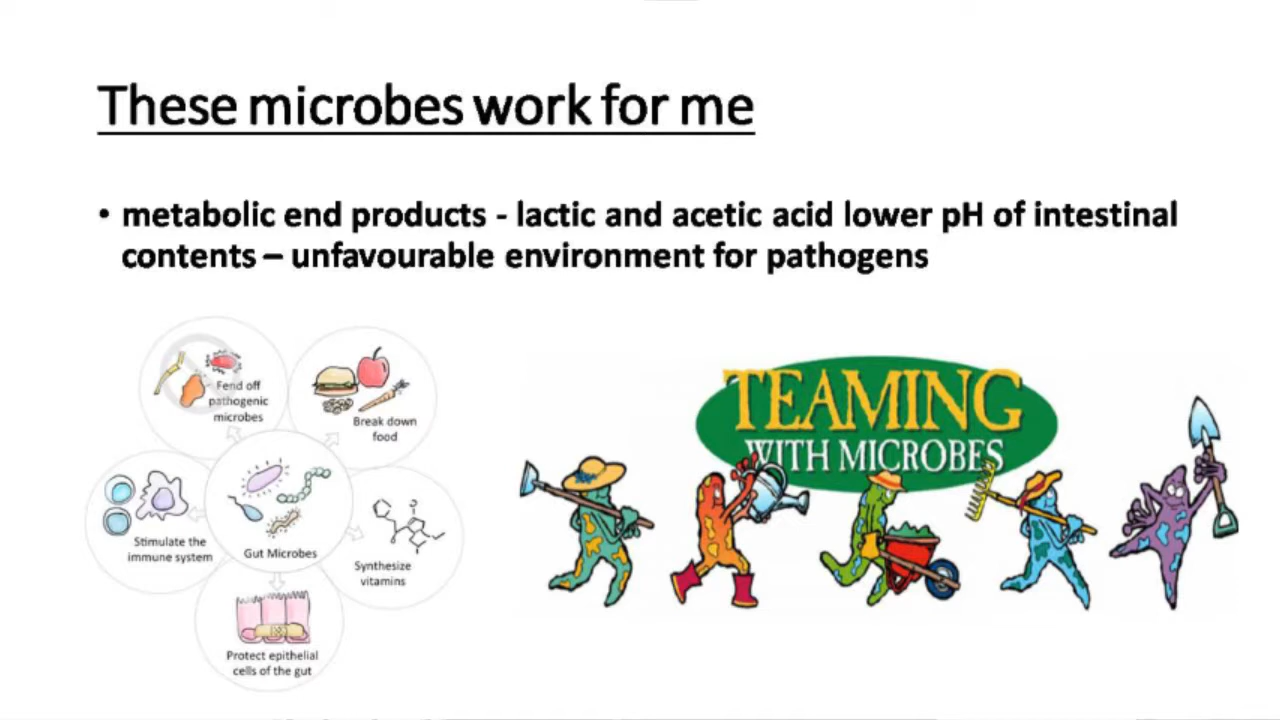 These microbes work for me
• metabolic end products - lactic and acetic acid lower pH of intestinal
contents – unfavourable environment for pathogens
Fend off
pathogenic
microbes
Break down
food
Stimulate the
immune system
Gut Microbes
Synthesize
vitamins
Protect epithelial
cells of the gut
TEAMING
WITH MICROBES